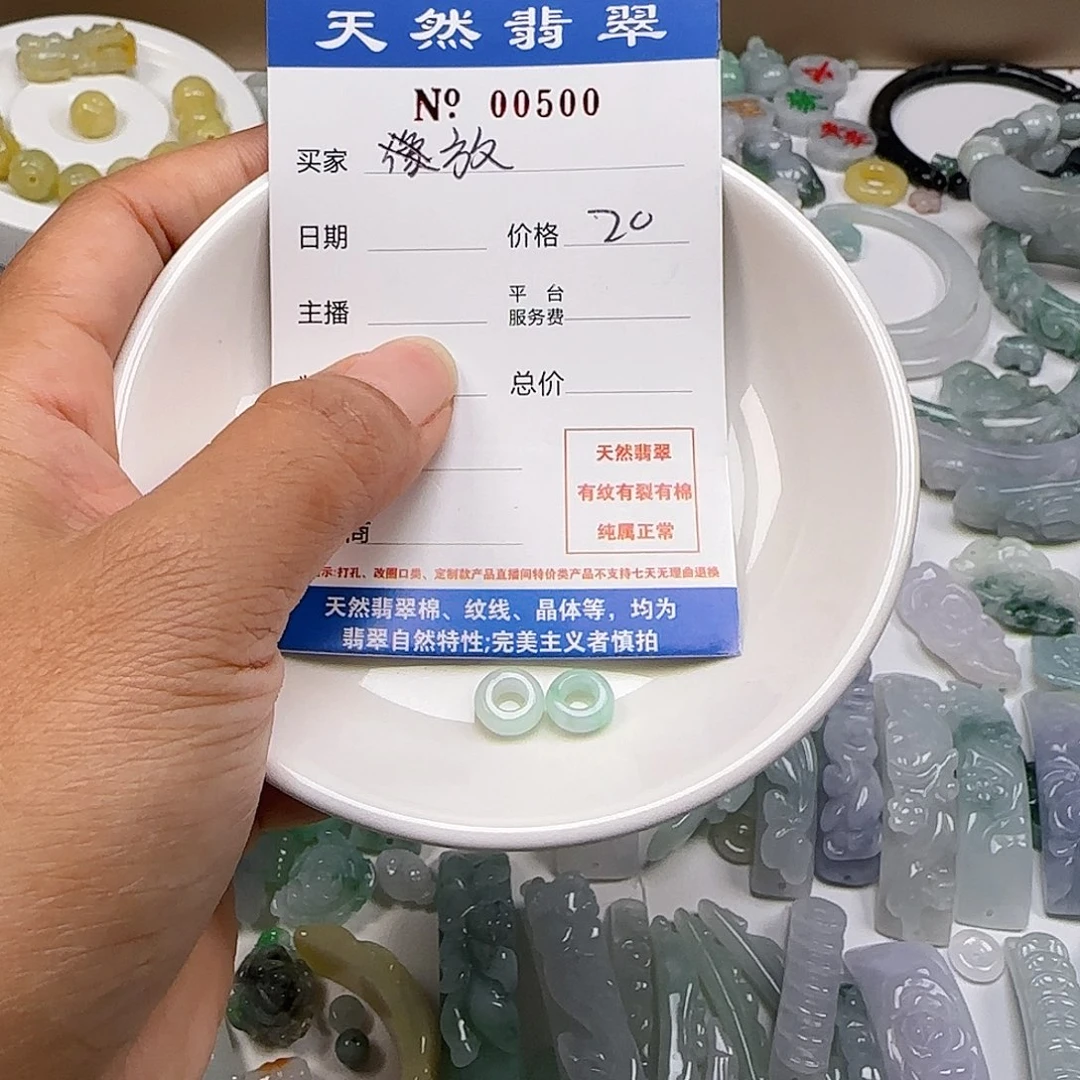 天然翡翠
Nº 00500
买家 缘放
日期
价格 20
主播
平台
服务费
总价
天然翡翠
有纹有裂有棉
纯属正常
示:打孔、改圈口类、定制款产品直播间特价类产品不支持七天无理由退换
天然翡翠棉、纹线、晶体等，均为
翡翠自然特性;完美主义者慎拍